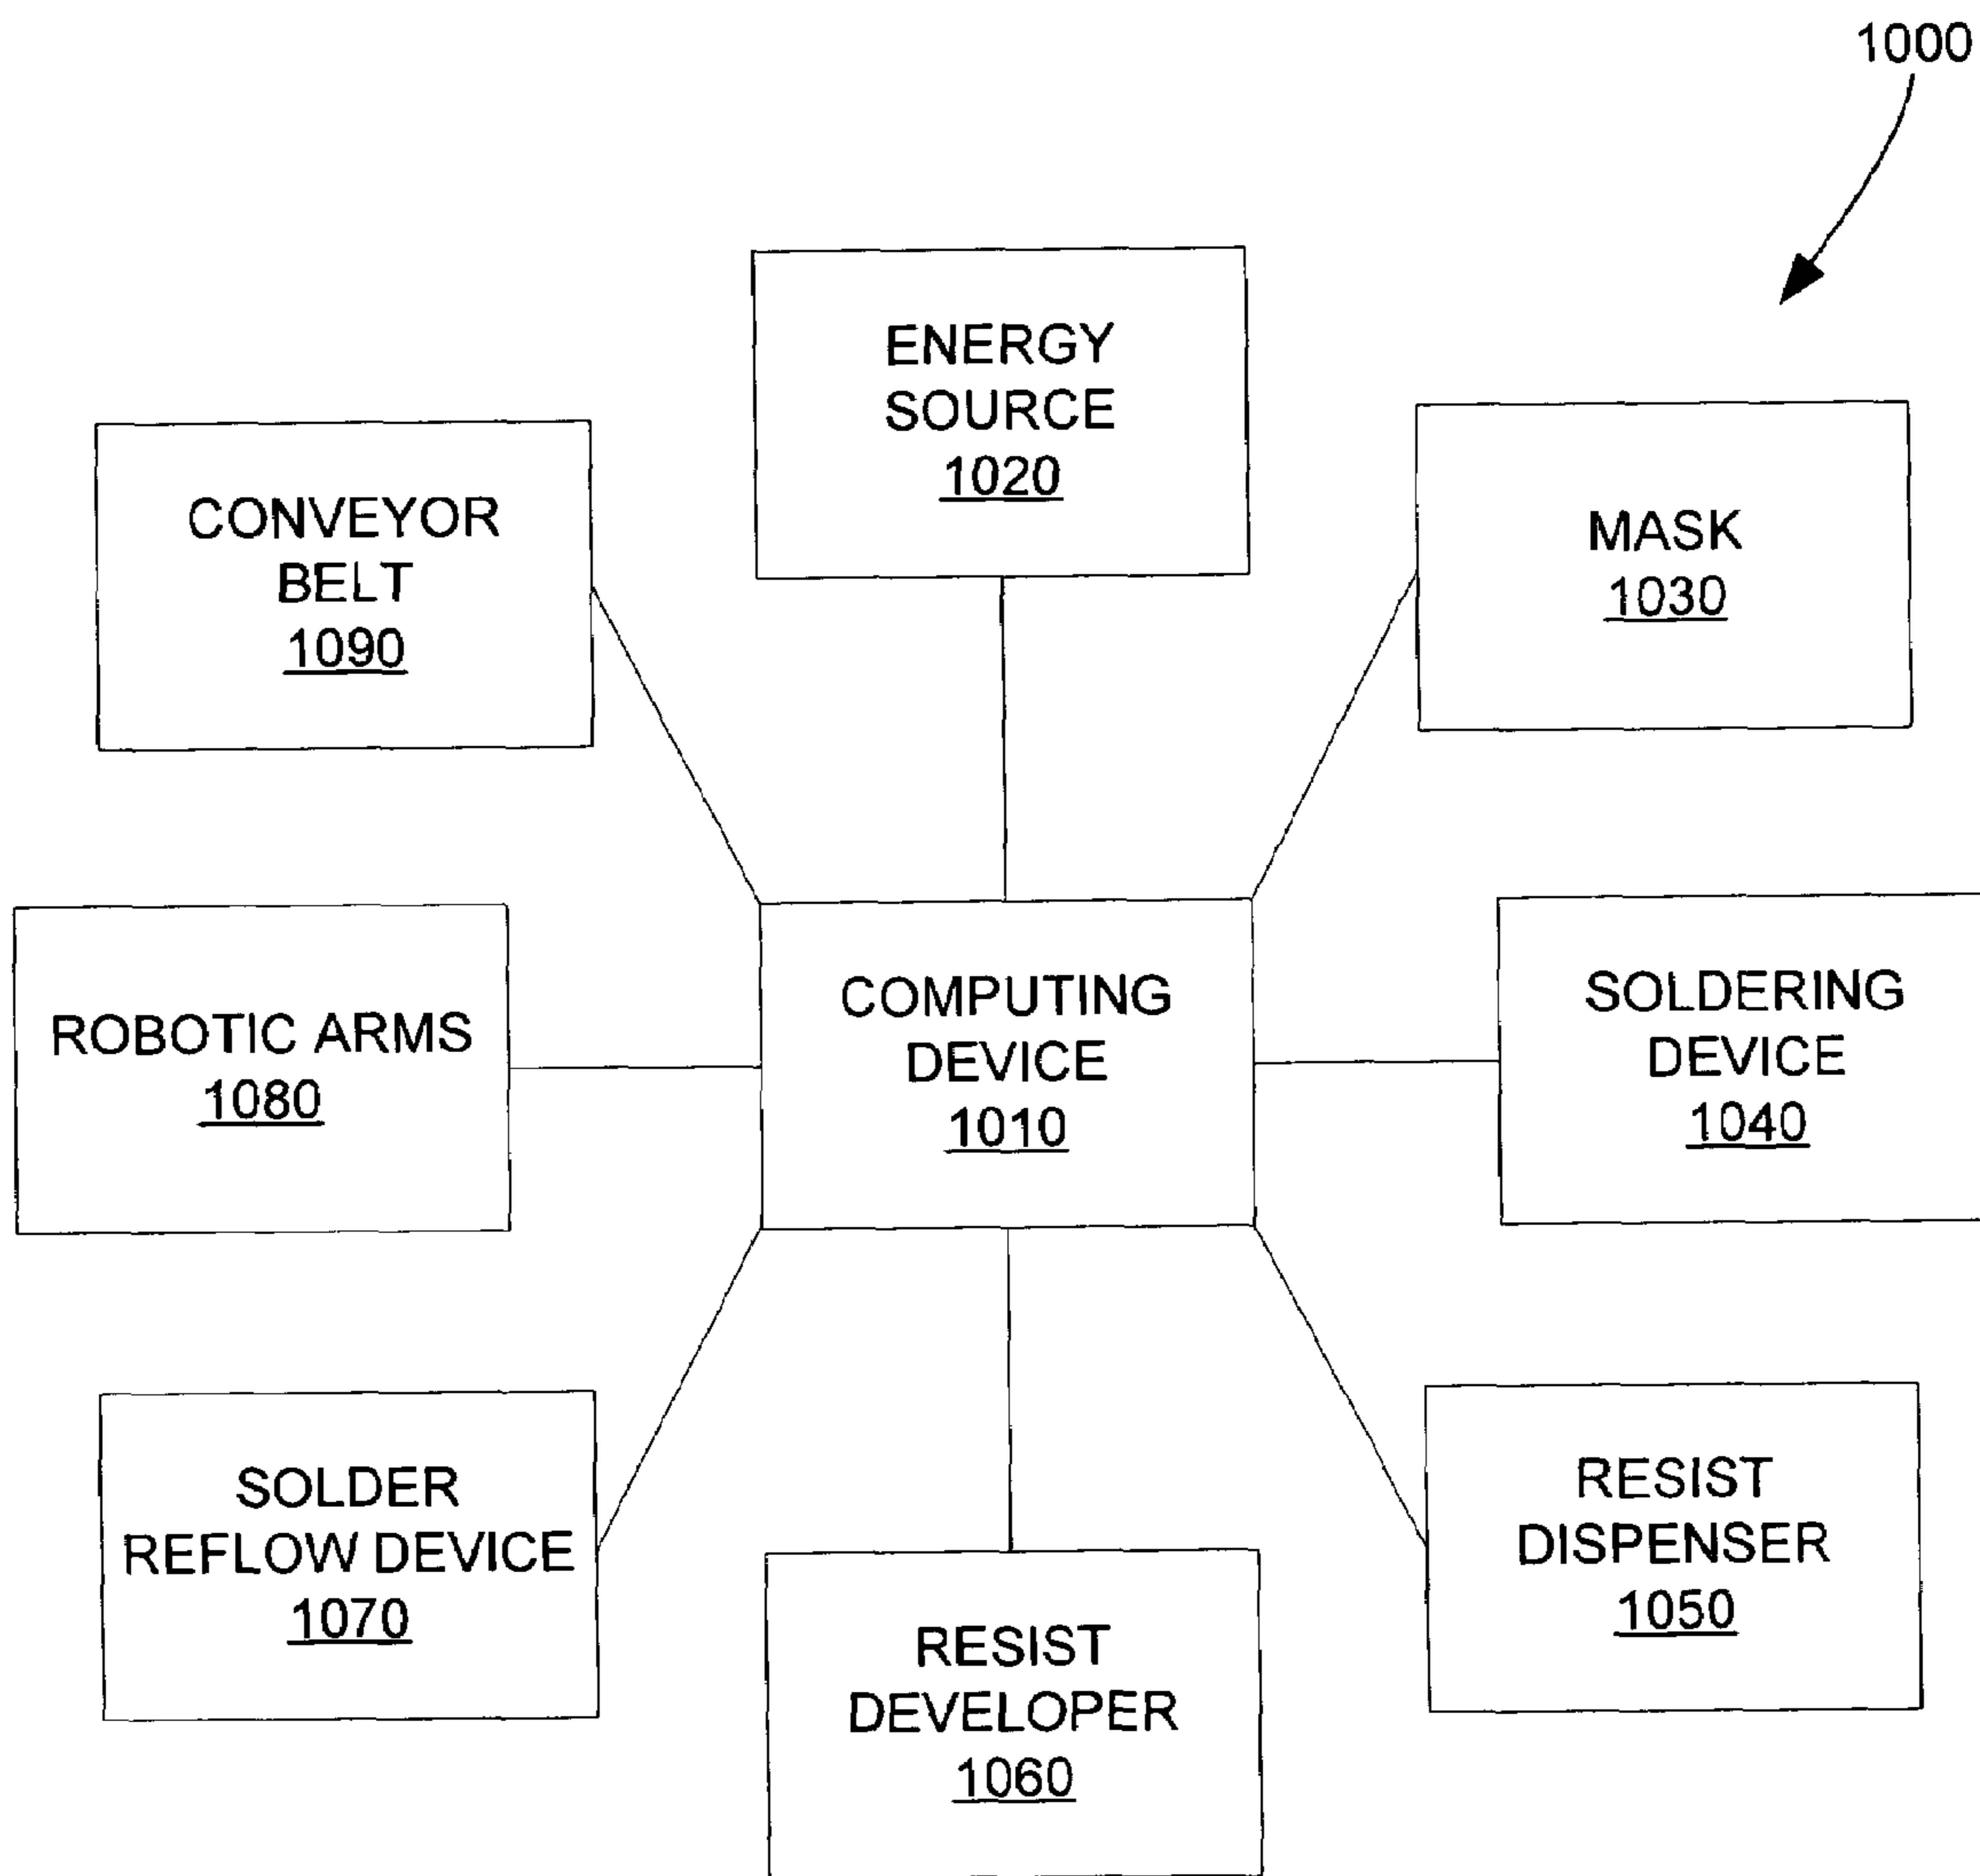 1000
ENERGY
SOURCE
1020
CONVEYOR
BELT
1090
MASK
1030
ROBOTIC ARMS
1080
COMPUTING
DEVICE
1010
SOLDERING
DEVICE
1040
SOLDER
REFLOW DEVICE
1070
RESIST
DEVELOPER
1060
RESIST
DISPENSER
1050